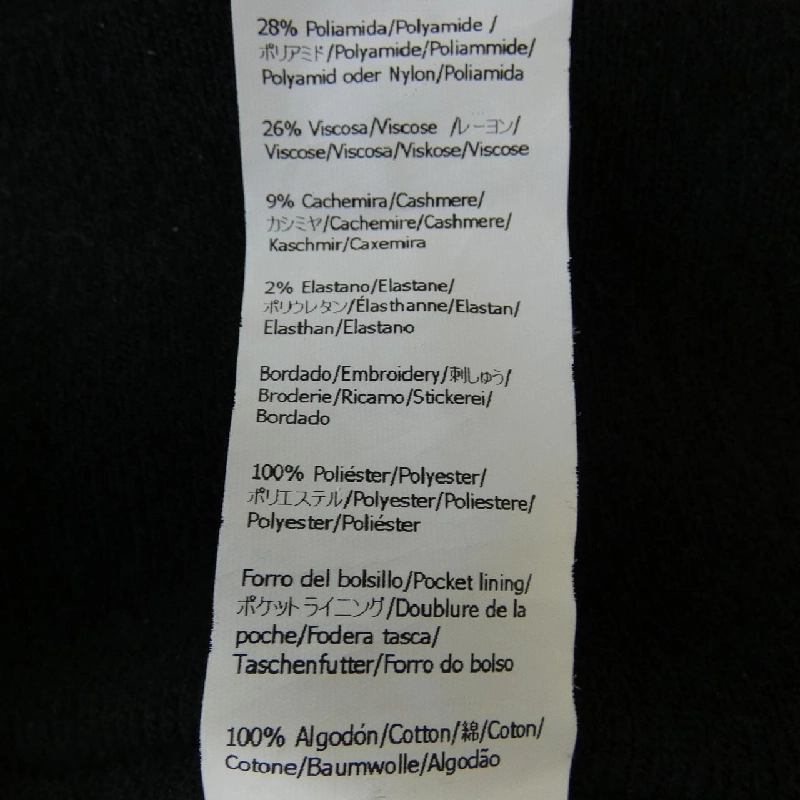 28% Poliamida/Polyamide /
ポリアミド/Polyamide/Poliammide/
Polyamid oder Nylon/Poliamida
26% Viscosa/Viscose /レーヨン/
Viscose/Viscosa/Viskose/Viscose
9% Cachemira/Cashmere/
カシミヤ/Cachemire/Cashmere/
Kaschmir/Caxemira
2% Elastano/Elastane/
ポリウレタン/Élasthanne/Elastan/
Elasthan/Elastano
Bordado/Embroidery/刺しゅう/
Broderie/Ricamo/Stickerei/
Bordado
100% Poliéster/Polyester/
ポリエステル/Polyester/Poliestere/
Polyester/Poliéster
Forro del bolsillo/Pocket lining/
ポケットライニング/Doublure de la
poche/Fodera tasca/
Taschenfutter/Forro do bolso
100% Algodón/Cotton/綿/Coton/
Cotone/Baumwolle/Algodão